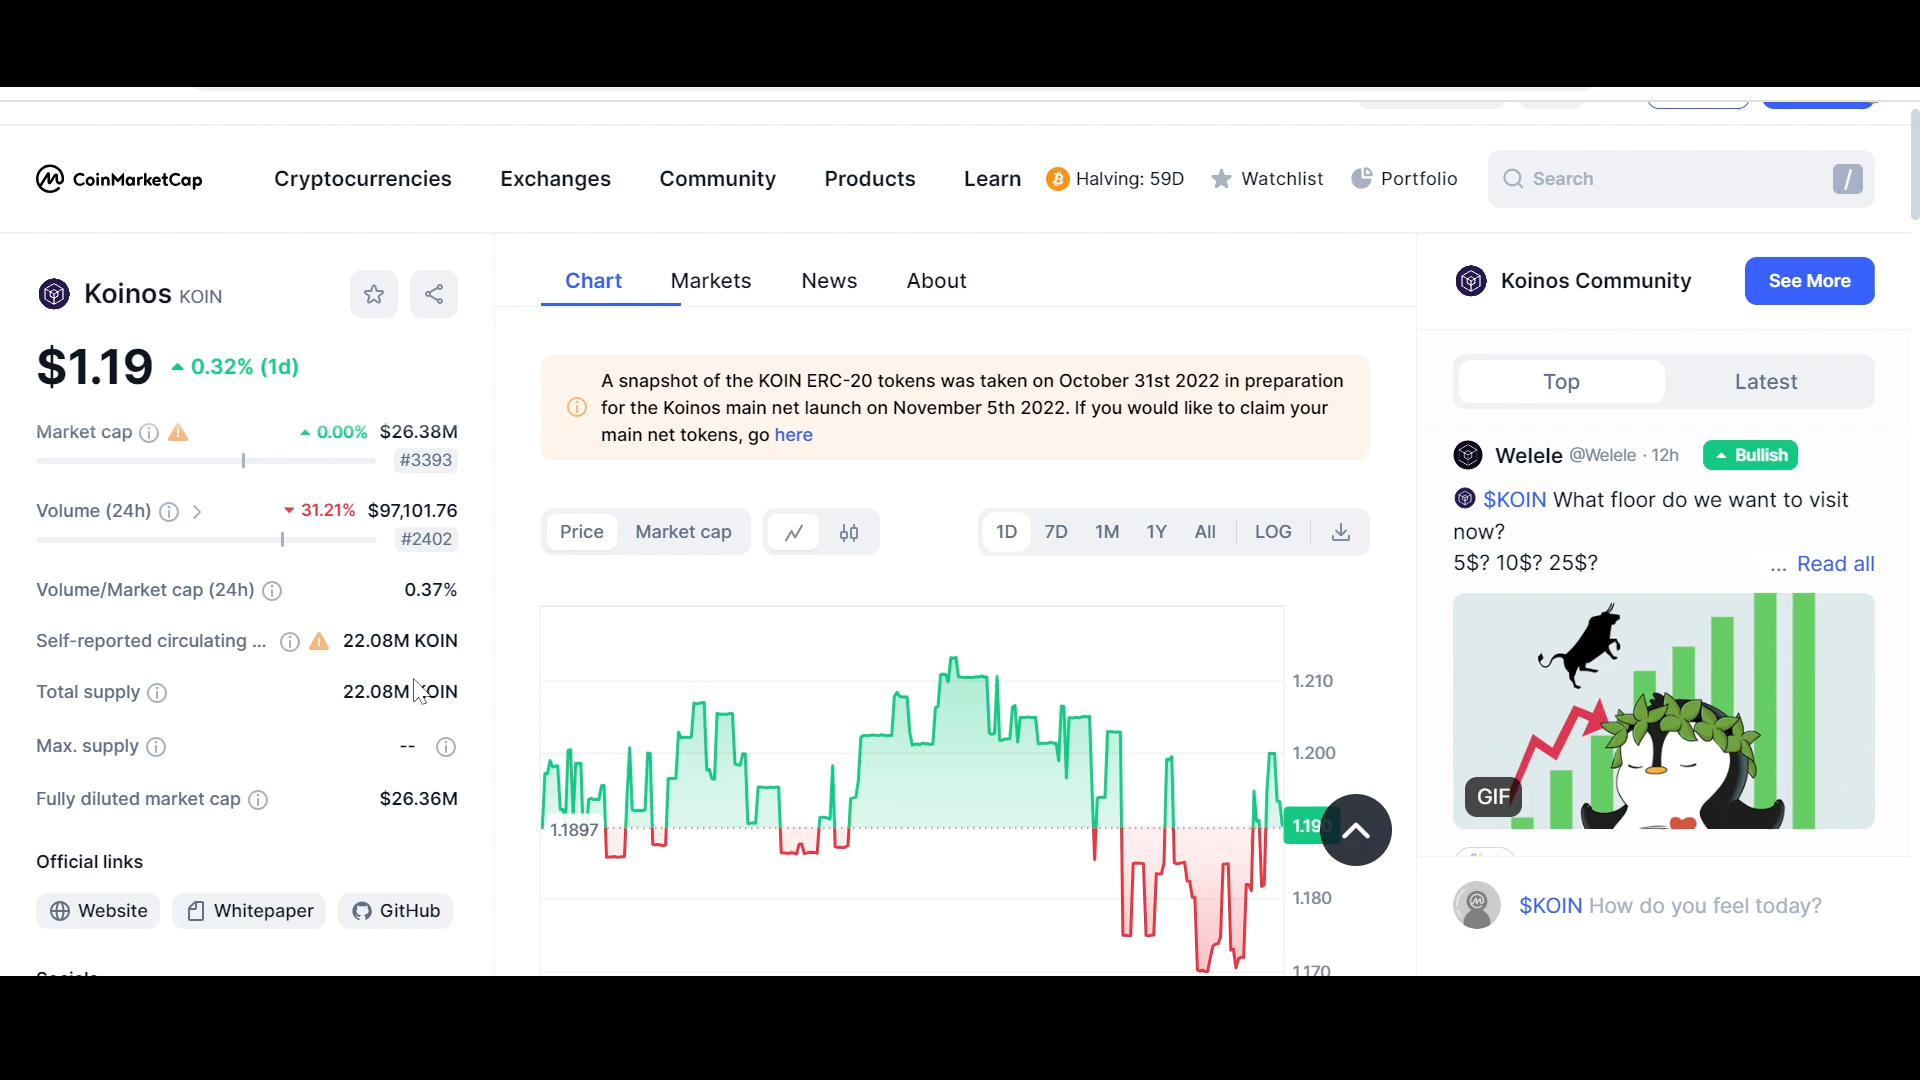 CoinMarketCap
Cryptocurrencies
Exchanges
Community
Products
Learn
Halving: 59D
Watchlist
Portfolio
Search
/
Koinos KOIN
$1.19 0.32% (1d)
Market cap 0.00% $26.38M
#3393
Volume (24h) 31.21% $97,101.76
#2402
Volume/Market cap (24h) 0.37%
Self-reported circulating ... 22.08M KOIN
Total supply 22.08M KOIN
Max. supply --
Fully diluted market cap $26.36M
Official links
Website
Whitepaper
GitHub
Chart
Markets
News
About
A snapshot of the KOIN ERC-20 tokens was taken on October 31st 2022 in preparation
for the Koinos main net launch on November 5th 2022. If you would like to claim your
main net tokens, go here
Price
Market cap
1D
7D
1M
1Y
All
LOG
1.210
1.200
1.1897
1.190
1.180
1.170
Koinos Community
See More
Top
Latest
Welele @Welele · 12h
Bullish
$KOIN What floor do we want to visit
now?
5$? 10$? 25$?
... Read all
GIF
$KOIN How do you feel today?